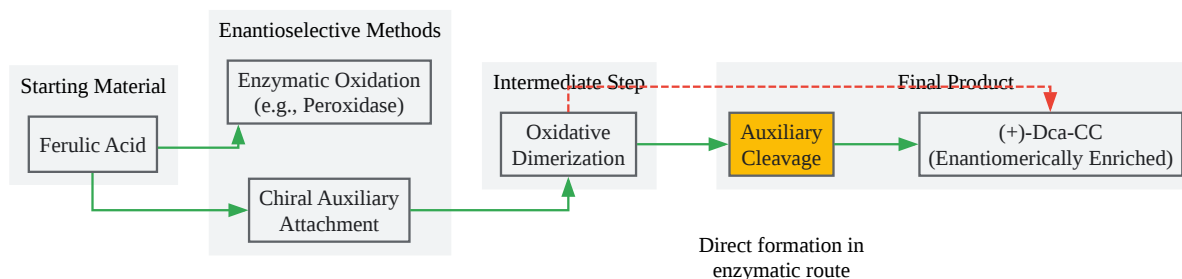 Starting Material
Ferulic Acid
Enantioselective Methods
Enzymatic Oxidation
(e.g., Peroxidase)
Chiral Auxiliary
Attachment
Intermediate Step
Oxidative
Dimerization
Final Product
Auxiliary
Cleavage
(+)-Dca-CC
(Enantiomerically Enriched)
Direct formation in
enzymatic route